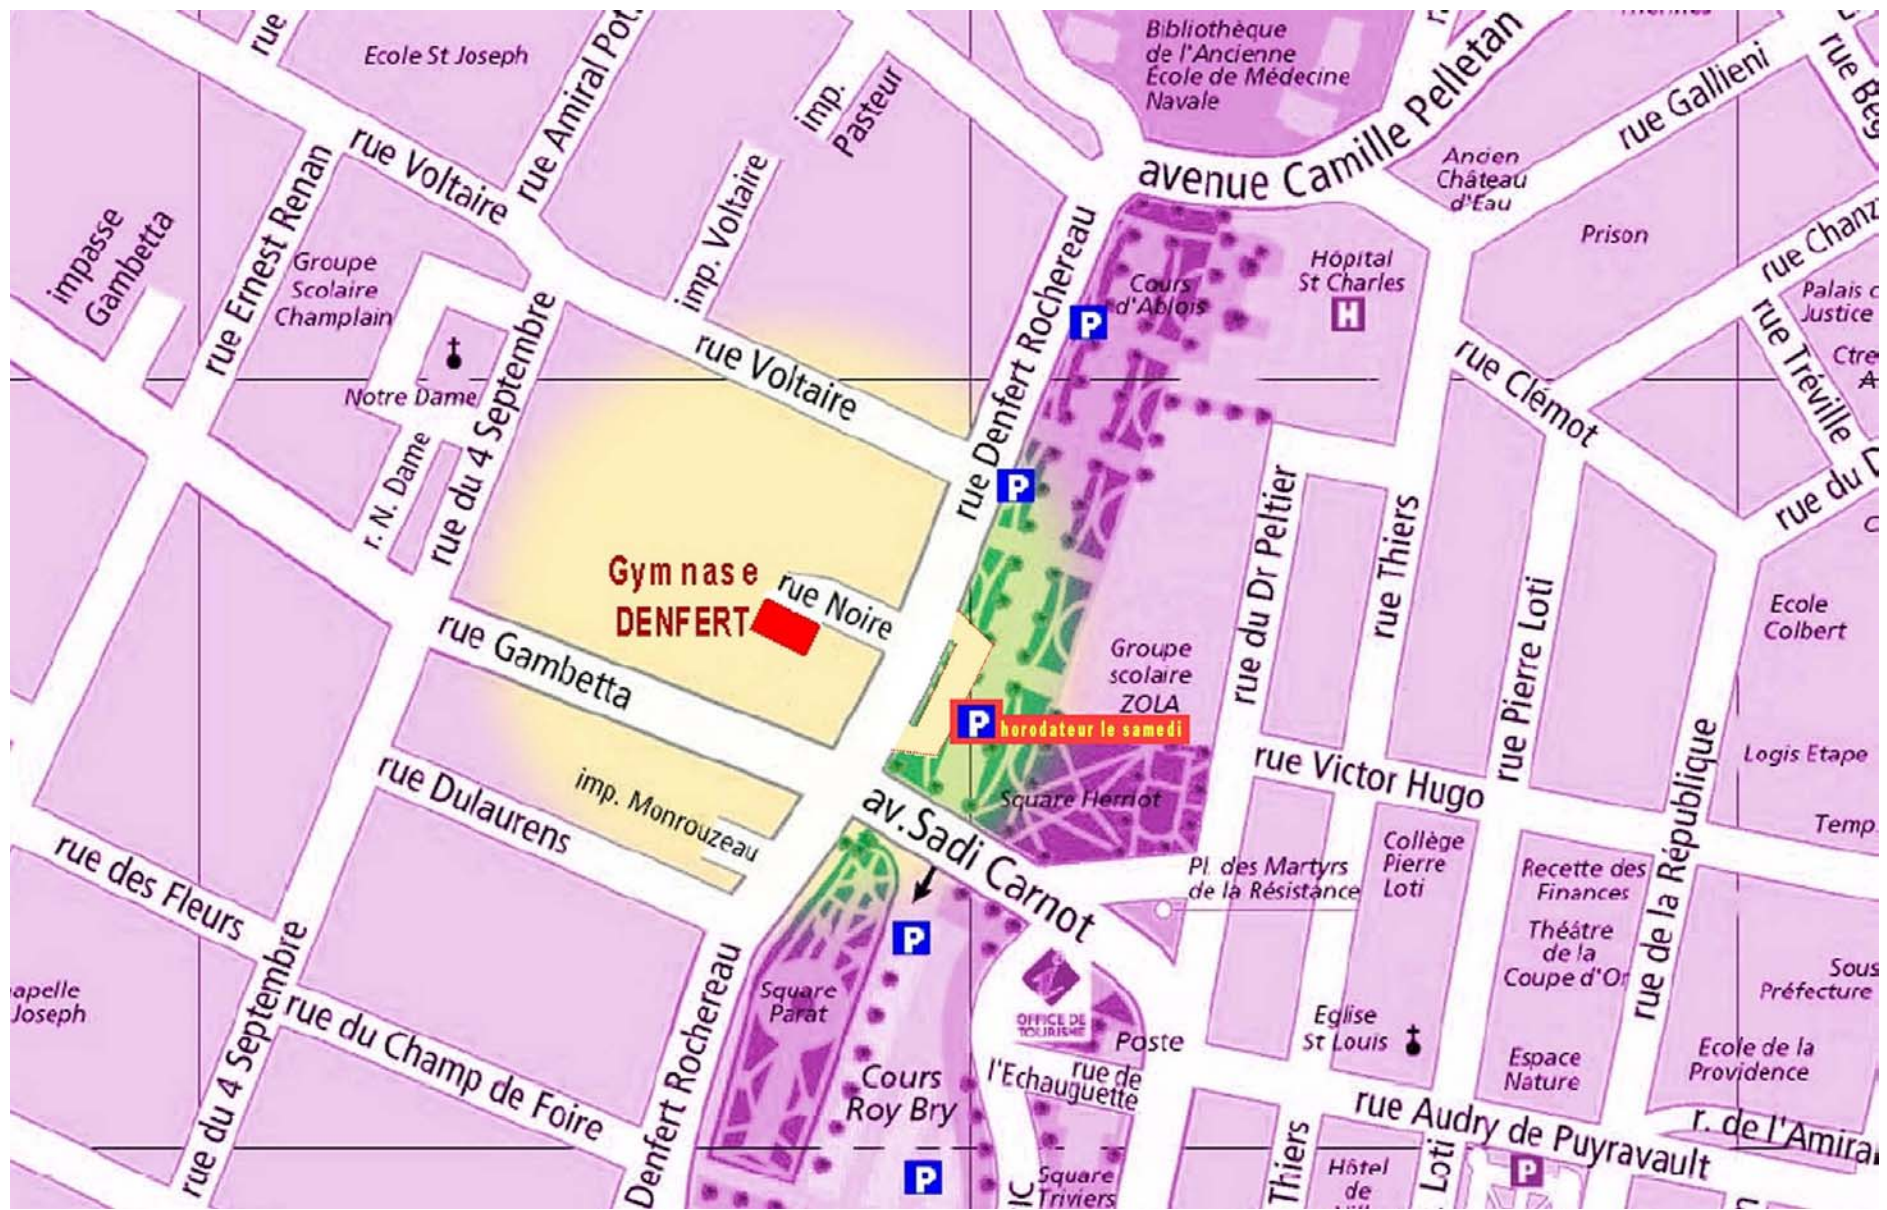 rue
Ecole St Joseph
rue Amiral Pot
imp.
Pasteur
Bibliothèque
de l'Ancienne
École de Médecine
Navale
avenue Camille Pelletan
rue Gallieni
rue Bég
Ancien
Château
d'Eau
Prison
rue Chanz
rue Voltaire
imp. Voltaire
impasse
Gambetta
rue Ernest Renan
Groupe
Scolaire
Champlain
Notre Dame
r. N. Dame
rue du 4 Septembre
rue Voltaire
rue Denfert Rochereau
Cours
d'Ablois
P
Hôpital
St Charles
H
Palais d
Justice
Ctre
rue Tréville
rue Clémot
rue du D
P
rue du Dr Peltier
rue Thiers
rue Pierre Loti
Ecole
Colbert
Gymnase
DENFERT
rue Noire
rue Gambetta
Groupe
scolaire
ZOLA
P horodateur le samedi
rue Victor Hugo
rue de la République
Logis Etape
Temp
Square Herriot
av. Sadi Carnot
imp. Monrouzeau
rue Dulaurens
rue des Fleurs
Pl. des Martyrs
de la Résistance
Collège
Pierre
Loti
Recette des
Finances
Théâtre
de la
Coupe d'Or
P
Sous
Préfecture
apelle
Joseph
Square
Parat
OFFICE DE
TOURISME
Poste
Eglise
St Louis
Espace
Nature
Ecole de la
Providence
rue du 4 Septembre
rue du Champ de Foire
Denfert Rochereau
Cours
Roy Bry
rue de
l'Echauguette
rue Audry de Puyravault
r. de l'Amira
P
Square
Triviers
Thiers
Hôtel
de
Loti
P